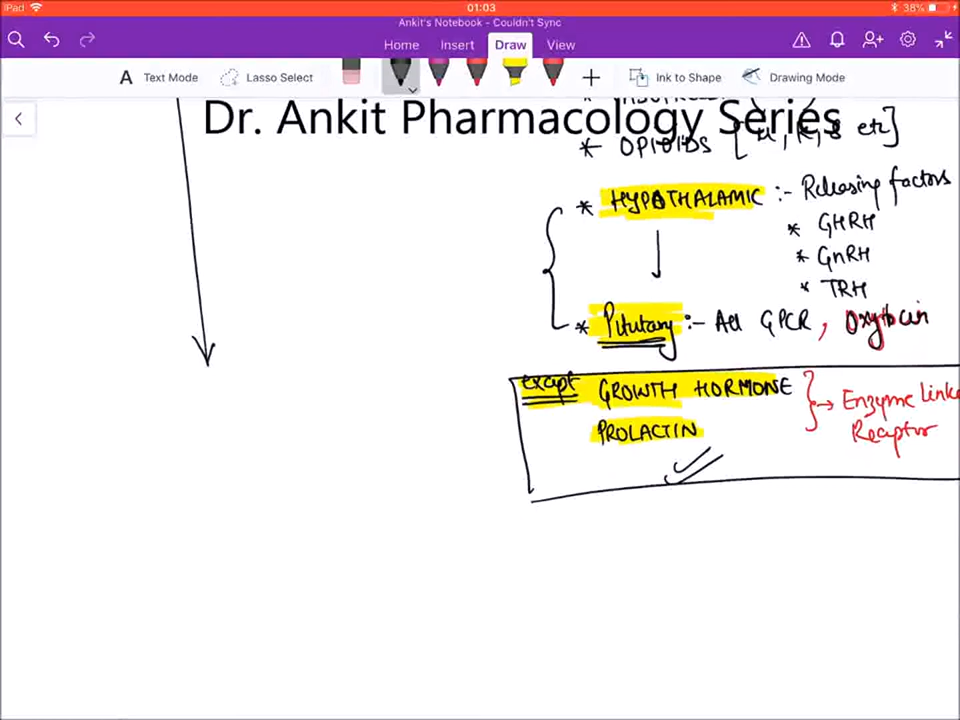 iPad 01:03 38%
Ankit's Notebook - Couldn't Sync
Home Insert Draw View
A Text Mode Lasso Select Ink to Shape Drawing Mode
Dr. Ankit Pharmacology Series
* OPIOIDS [μ, κ, δ etc]
* HYPOTHALAMIC :- Releasing factors
* GHRH
* GnRH
* TRH
* Pitutary :- All GPCR, Oxytocin
except GROWTH HORMONE
PROLACTIN
→ Enzyme linke
Receptor